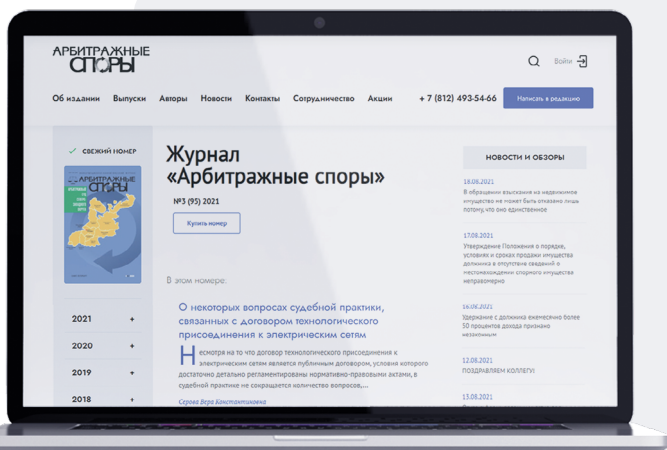 АРБИТРАЖНЫЕ
СПОРЫ
Войти
Об издании Выпуски Авторы Новости Контакты Сотрудничество Акции + 7 (812) 493-54-66 Написать в редакцию
СВЕЖИЙ НОМЕР
АРБИТРАЖНЫЕ
СПОРЫ
2021 +
2020 +
2019 +
2018 +
Журнал
«Арбитражные споры»
№3 (95) 2021
Купить номер
В этом номере:
О некоторых вопросах судебной практики,
связанных с договором технологического
присоединения к электрическим сетям
Несмотря на то что договор технологического присоединения к
электрическим сетям является публичным договором, условия которого
достаточно детально регламентированы нормативно-правовыми актами, в
судебной практике не сокращается количество вопросов,...
Серова Вера Константиновна
НОВОСТИ И ОБЗОРЫ
18.08.2021
В обращении взыскания на недвижимое
имущество не может быть отказано лишь
потому, что оно единственное
17.08.2021
Утверждение Положения о порядке,
условиях и сроках продажи имущества
должника в отсутствие сведений о
местонахождении спорного имущества
неправомерно
16.08.2021
Удержание с должника ежемесячно более
50 процентов дохода признано
незаконным
12.08.2021
ПОЗДРАВЛЯЕМ КОЛЛЕГУ!
13.08.2021